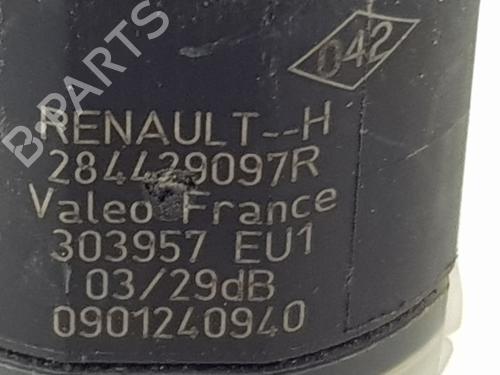 042
RENAULT--H
284429097R
Valeo France
303957 EU1
03/29dB
0901240940
B-PARTS